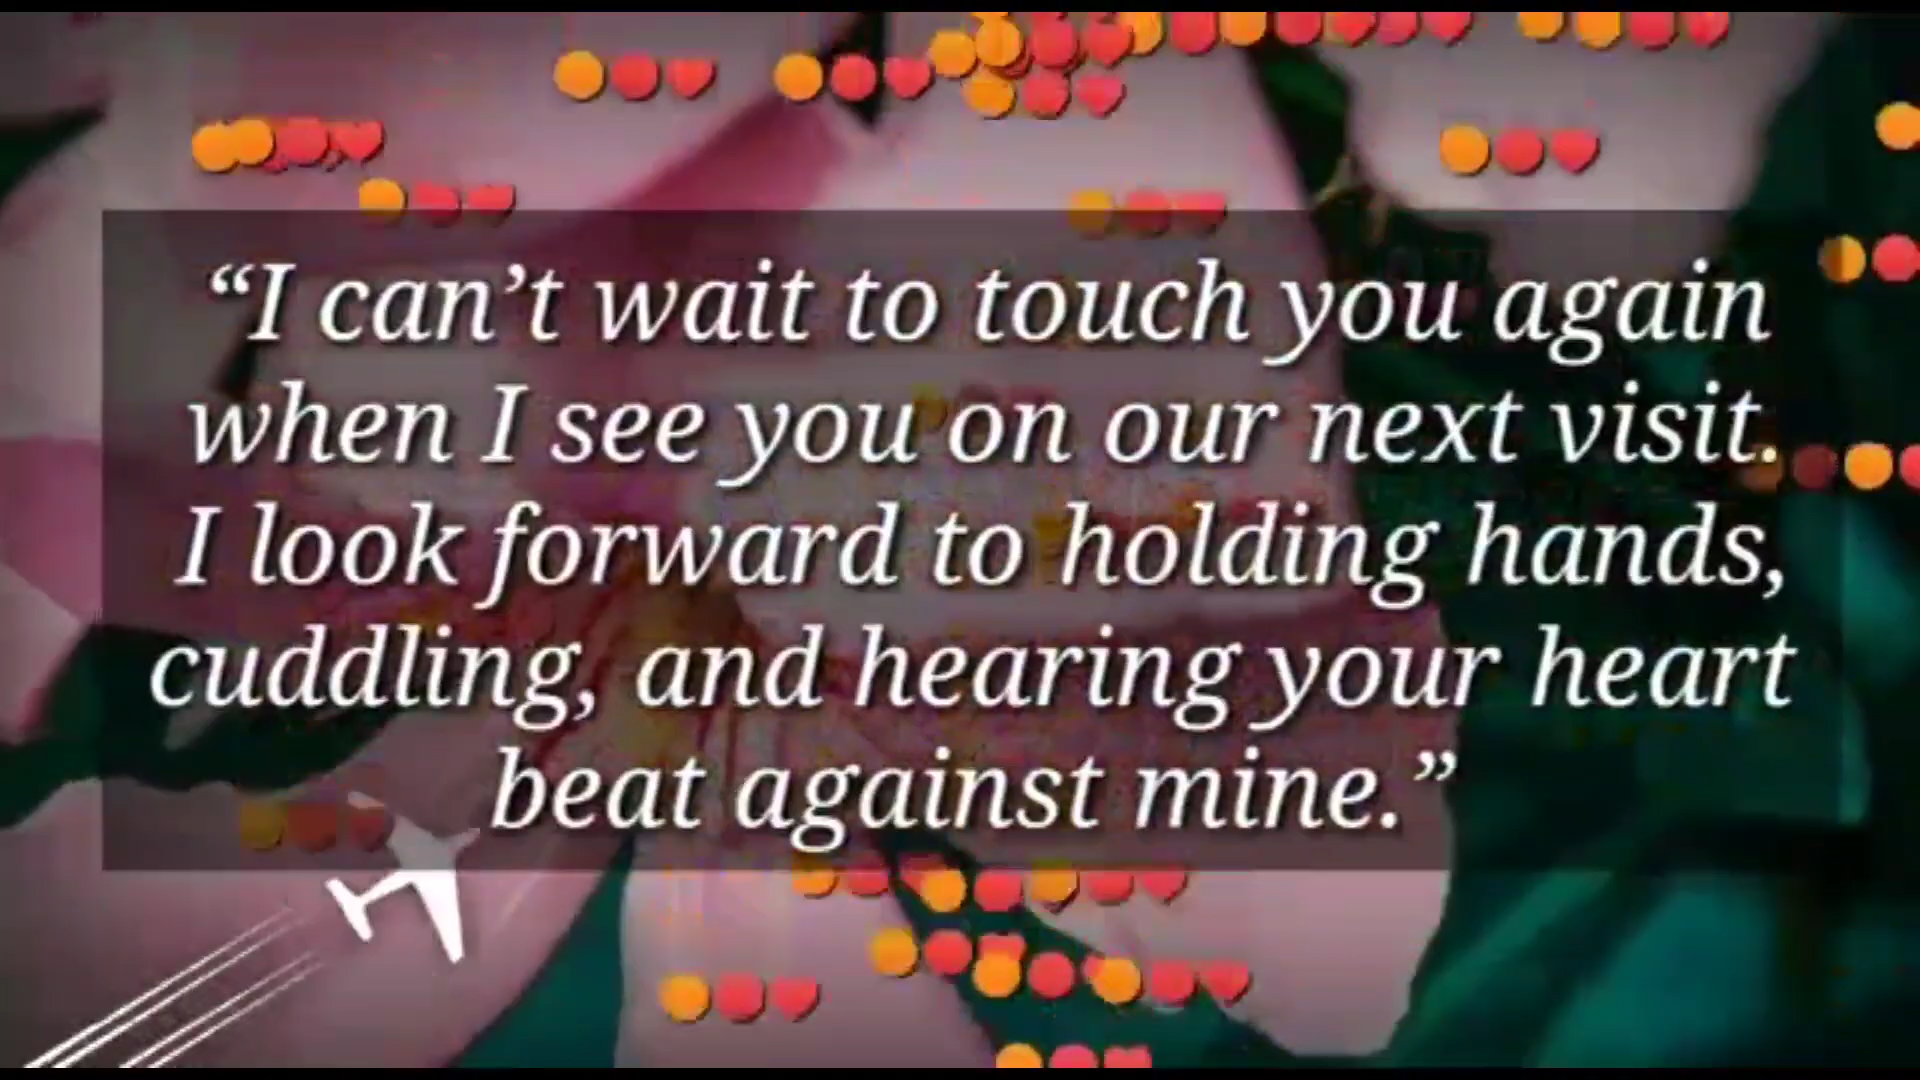 “I can’t wait to touch you again
when I see you on our next visit.
I look forward to holding hands,
cuddling, and hearing your heart
beat against mine.”